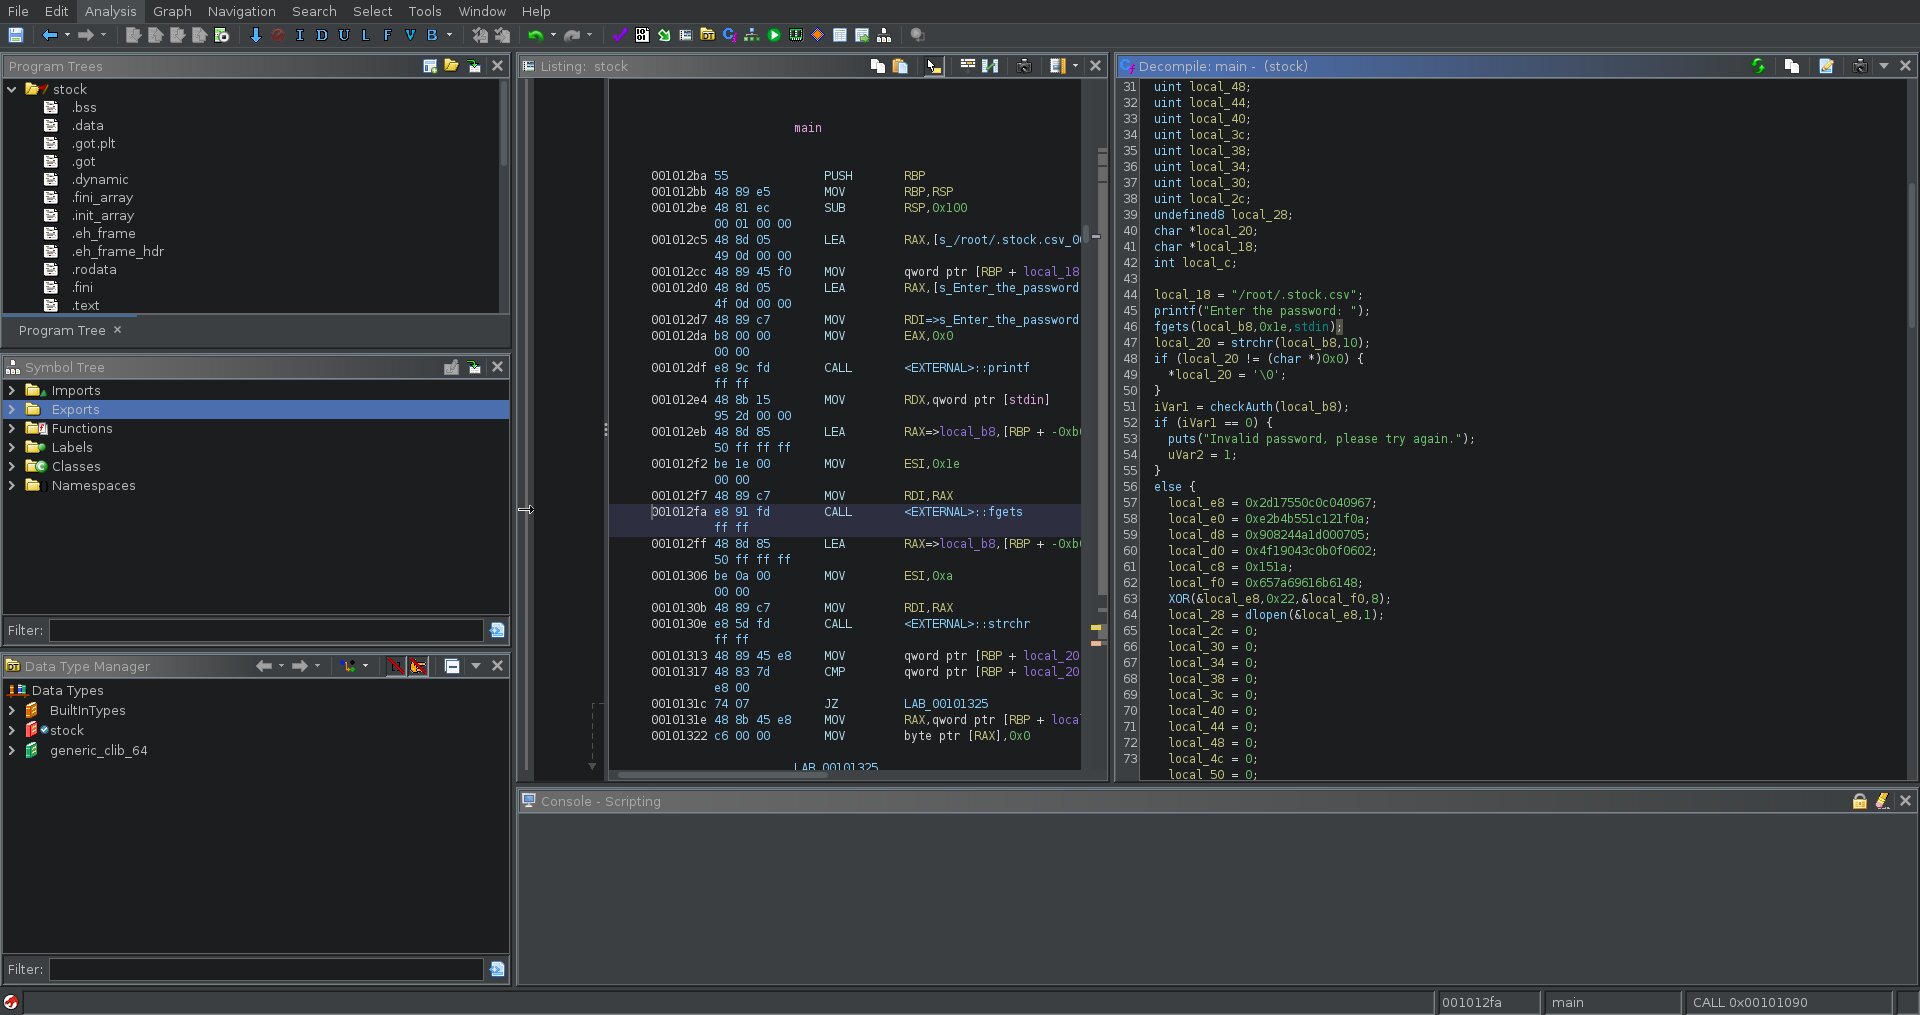 File Edit Analysis Graph Navigation Search Select Tools Window Help
I D U L F V B
Program Trees
stock
.bss
.data
.got.plt
.got
.dynamic
.fini_array
.init_array
.eh_frame
.eh_frame_hdr
.rodata
.fini
.text
Program Tree ×
Symbol Tree
Imports
Exports
Functions
Labels
Classes
Namespaces
Filter:
Data Type Manager
Data Types
BuiltInTypes
stock
generic_clib_64
Filter:
Listing: stock
main
001012ba 55 PUSH RBP
001012bb 48 89 e5 MOV RBP,RSP
001012be 48 81 ec SUB RSP,0x100
00 01 00 00
001012c5 48 8d 05 LEA RAX,[s_/root/.stock.csv_0
49 0d 00 00
001012cc 48 89 45 f0 MOV qword ptr [RBP + local_18
001012d0 48 8d 05 LEA RAX,[s_Enter_the_password
4f 0d 00 00
001012d7 48 89 c7 MOV RDI=>s_Enter_the_password
001012da b8 00 00 MOV EAX,0x0
00 00
001012df e8 9c fd CALL <EXTERNAL>::printf
ff ff
001012e4 48 8b 15 MOV RDX,qword ptr [stdin]
95 2d 00 00
001012eb 48 8d 85 LEA RAX=>local_b8,[RBP + -0xb
50 ff ff ff
001012f2 be 1e 00 MOV ESI,0x1e
00 00
001012f7 48 89 c7 MOV RDI,RAX
001012fa e8 91 fd CALL <EXTERNAL>::fgets
ff ff
001012ff 48 8d 85 LEA RAX=>local_b8,[RBP + -0xb
50 ff ff ff
00101306 be 0a 00 MOV ESI,0xa
00 00
0010130b 48 89 c7 MOV RDI,RAX
0010130e e8 5d fd CALL <EXTERNAL>::strchr
ff ff
00101313 48 89 45 e8 MOV qword ptr [RBP + local_20
00101317 48 83 7d CMP qword ptr [RBP + local_20
e8 00
0010131c 74 07 JZ LAB_00101325
0010131e 48 8b 45 e8 MOV RAX,qword ptr [RBP + loca
00101322 c6 00 00 MOV byte ptr [RAX],0x0
LAB_00101325
Decompile: main - (stock)
31 uint local_48;
32 uint local_44;
33 uint local_40;
34 uint local_3c;
35 uint local_38;
36 uint local_34;
37 uint local_30;
38 uint local_2c;
39 undefined8 local_28;
40 char *local_20;
41 char *local_18;
42 int local_c;
43
44 local_18 = "/root/.stock.csv";
45 printf("Enter the password: ");
46 fgets(local_b8,0x1e,stdin);
47 local_20 = strchr(local_b8,10);
48 if (local_20 != (char *)0x0) {
49 *local_20 = '\0';
50 }
51 iVar1 = checkAuth(local_b8);
52 if (iVar1 == 0) {
53 puts("Invalid password, please try again.");
54 uVar2 = 1;
55 }
56 else {
57 local_e8 = 0x2d17550c0c040967;
58 local_e0 = 0xe2b4b551c121f0a;
59 local_d8 = 0x908244a1d000705;
60 local_d0 = 0x4f19043c0b0f0602;
61 local_c8 = 0x151a;
62 local_f0 = 0x657a69616b6148;
63 XOR(&local_e8,0x22,&local_f0,8);
64 local_28 = dlopen(&local_e8,1);
65 local_2c = 0;
66 local_30 = 0;
67 local_34 = 0;
68 local_38 = 0;
69 local_3c = 0;
70 local_40 = 0;
71 local_44 = 0;
72 local_48 = 0;
73 local_4c = 0;
local_50 = 0;
Console - Scripting
001012fa main CALL 0x00101090